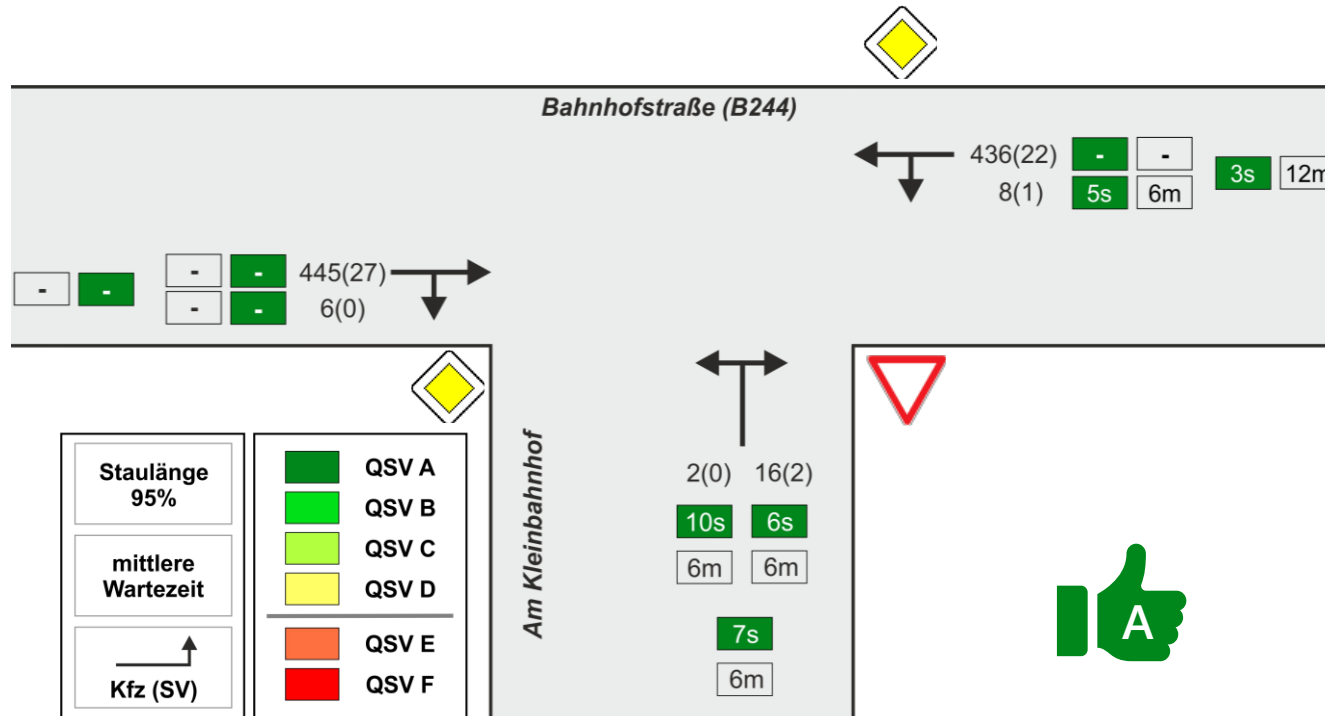 Bahnhofstraße (B244)
436(22) - -
8(1) 5s 6m
3s 12m
- -
- - 445(27)
- - 6(0)
Am Kleinbahnhof
2(0) 16(2)
10s 6s
6m 6m
7s
6m
A
Staulänge
95%
mittlere
Wartezeit
Kfz (SV)
QSV A
QSV B
QSV C
QSV D
QSV E
QSV F